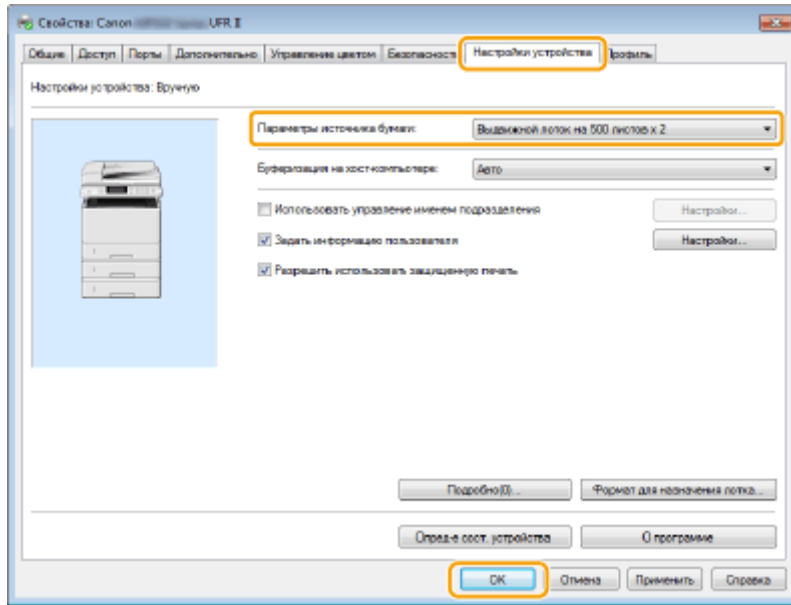 Свойства: Canon UFR II
Общие Доступ Порты Дополнительно Управление цветом Безопасность Настройки устройства Профиль
Настройки устройства: Вручную
Параметры источника бумаги: Выдвижной лоток на 500 листов x 2
Буферизация на хост-компьютере: Авто
Использовать управление именем подразделения Настройки...
Задать информацию пользователя Настройки...
Разрешить использовать защищенную печать
Подробно(0)... Формат для назначения лотка...
Опред-е сост. устройства О программе
OK Отмена Применить Справка